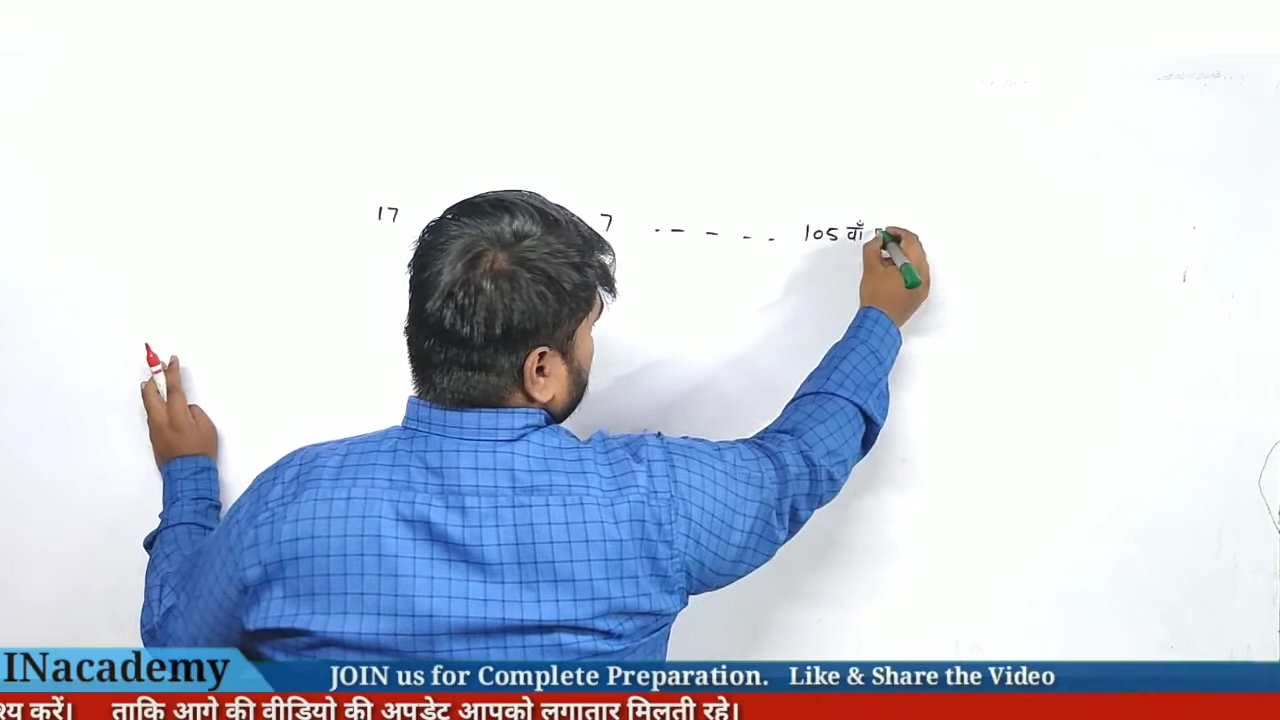 17 7 - - - - - 105 वाँ
INacademy
JOIN us for Complete Preparation. Like & Share the Video
श्य करें। ताकि आगे की वीडियो की अपडेट आपको लगातार मिलती रहे।